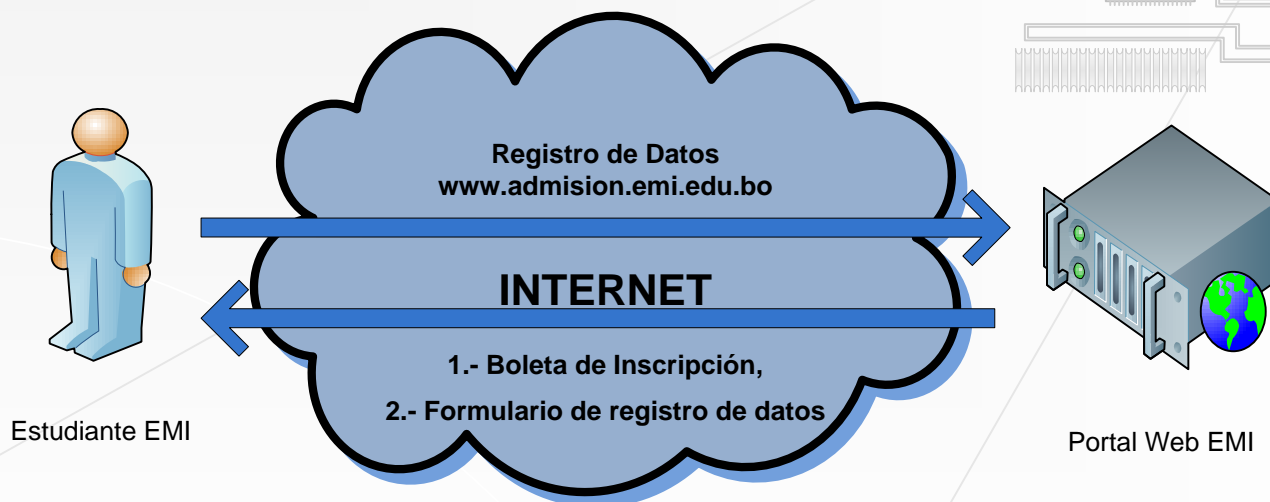 Registro de Datos
www.admision.emi.edu.bo
INTERNET
1.- Boleta de Inscripción,
2.- Formulario de registro de datos
Estudiante EMI
Portal Web EMI